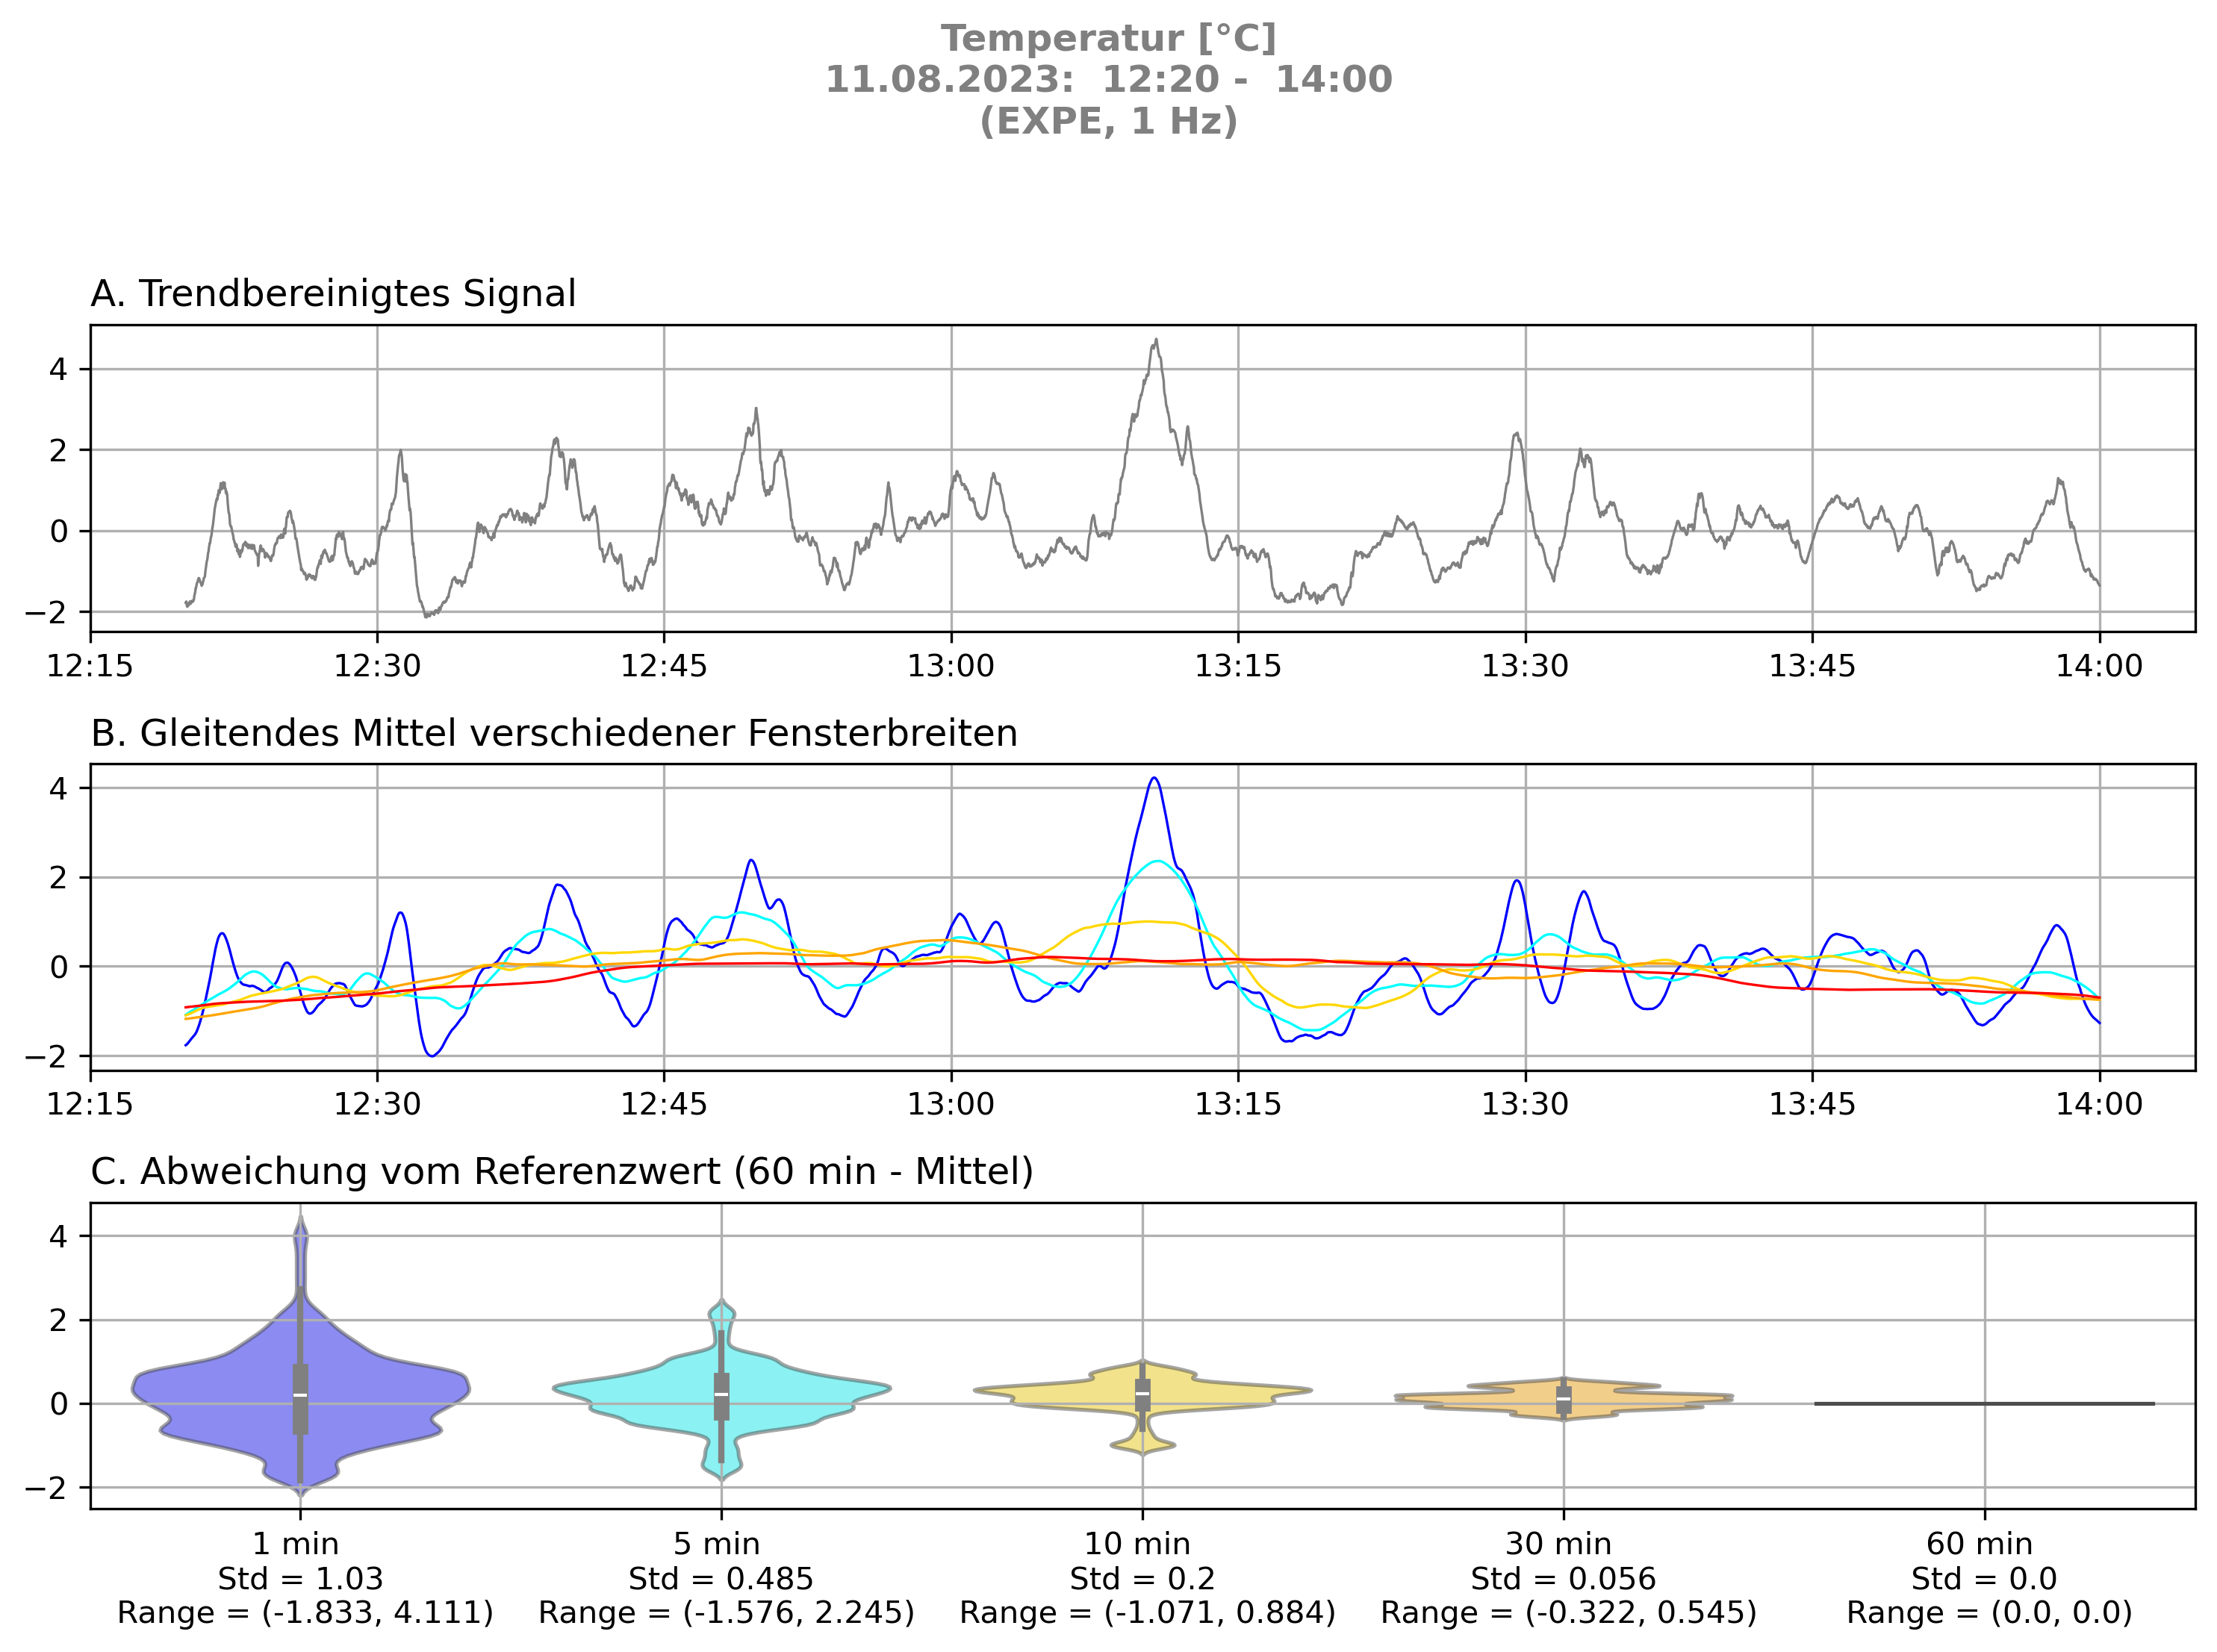 Temperatur [°C]
11.08.2023:  12:20 -  14:00
(EXPE, 1 Hz)
A. Trendbereinigtes Signal
4
2
0
−2
12:15 12:30 12:45 13:00 13:15 13:30 13:45 14:00
B. Gleitendes Mittel verschiedener Fensterbreiten
4
2
0
−2
12:15 12:30 12:45 13:00 13:15 13:30 13:45 14:00
C. Abweichung vom Referenzwert (60 min - Mittel)
4
2
0
−2
1 min 5 min 10 min 30 min 60 min
Std = 1.03 Std = 0.485 Std = 0.2 Std = 0.056 Std = 0.0
Range = (-1.833, 4.111) Range = (-1.576, 2.245) Range = (-1.071, 0.884) Range = (-0.322, 0.545) Range = (0.0, 0.0)